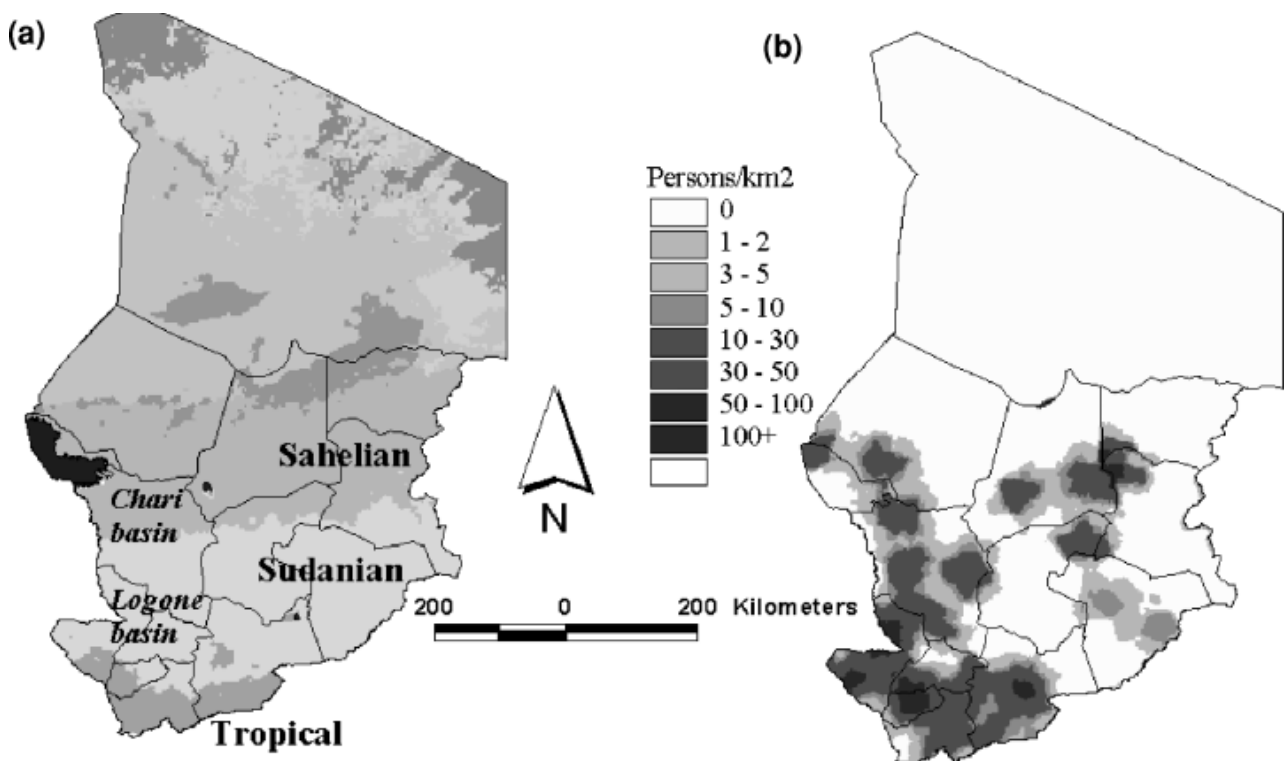 (a)
Sahelian
Chari
basin
Sudanian
Logone
basin
Tropical
N
200 0 200 Kilometers
Persons/km2
0
1 - 2
3 - 5
5 - 10
10 - 30
30 - 50
50 - 100
100+
(b)